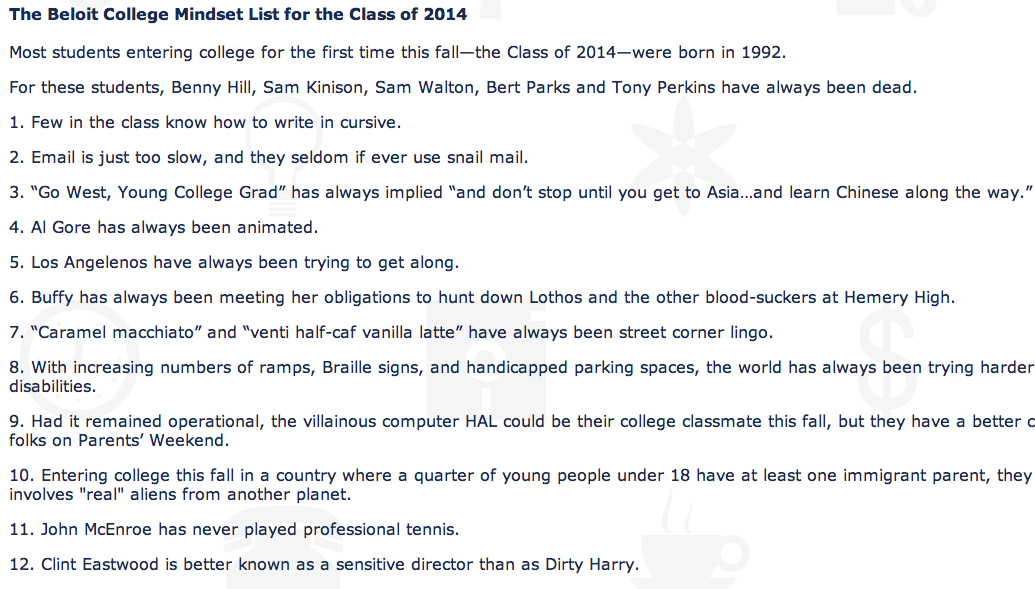 The Beloit College Mindset List for the Class of 2014
Most students entering college for the first time this fall—the Class of 2014—were born in 1992.
For these students, Benny Hill, Sam Kinison, Sam Walton, Bert Parks and Tony Perkins have always been dead.
1. Few in the class know how to write in cursive.
2. Email is just too slow, and they seldom if ever use snail mail.
3. “Go West, Young College Grad” has always implied “and don’t stop until you get to Asia…and learn Chinese along the way.”
4. Al Gore has always been animated.
5. Los Angelenos have always been trying to get along.
6. Buffy has always been meeting her obligations to hunt down Lothos and the other blood-suckers at Hemery High.
7. “Caramel macchiato” and “venti half-caf vanilla latte” have always been street corner lingo.
8. With increasing numbers of ramps, Braille signs, and handicapped parking spaces, the world has always been trying harder
disabilities.
9. Had it remained operational, the villainous computer HAL could be their college classmate this fall, but they have a better
folks on Parents’ Weekend.
10. Entering college this fall in a country where a quarter of young people under 18 have at least one immigrant parent, they
involves "real" aliens from another planet.
11. John McEnroe has never played professional tennis.
12. Clint Eastwood is better known as a sensitive director than as Dirty Harry.